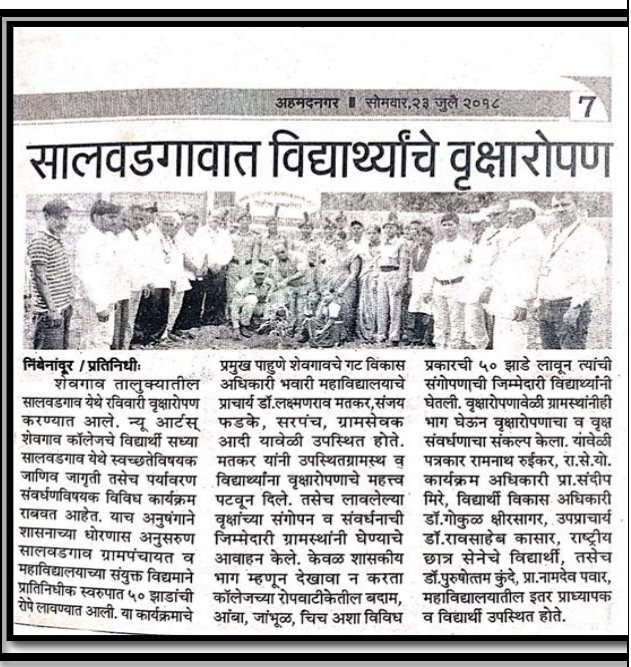 अहमदनगर ॥ सोमवार,२३ जुलै २०१८
7
सालवडगावात विद्यार्थ्यांचे वृक्षारोपण
निंबेनांदूर / प्रतिनिधीः
शेवगाव तालुक्यातील
सालवडगाव येथे रविवारी वृक्षारोपण
करण्यात आले. न्यू आर्टस्
शेवगाव कॉलेजचे विद्यार्थी सध्या
सालवडगाव येथे स्वच्छतेविषयक
जाणिव जागृती तसेच पर्यावरण
संवर्धणविषयक विविध कार्यक्रम
राबवत आहेत. याच अनुषंगाने
शासनाच्या धोरणास अनुसरुण
सालवडगाव ग्रामपंचायत व
महाविद्यालयाच्या संयुक्त विद्यमाने
प्रातिनिधीक स्वरुपात ५० झाडांची
रोपे लावण्यात आली. या कार्यक्रमाचे
प्रमुख पाहुणे शेवगावचे गट विकास
अधिकारी भवारी महाविद्यालयाचे
प्राचार्य डॉ.लक्ष्मणराव मतकर,संजय
फडके, सरपंच, ग्रामसेवक
आदी यावेळी उपस्थित होते.
मतकर यांनी उपस्थितग्रामस्थ व
विद्यार्थ्यांना वृक्षारोपणाचे महत्त्व
पटवून दिले. तसेच लावलेल्या
वृक्षांच्या संगोपन व संवर्धनाची
जिम्मेदारी ग्रामस्थांनी घेण्याचे
आवाहन केले. केवळ शासकीय
भाग म्हणून देखावा न करता
कॉलेजच्या रोपवाटीकेतील बदाम,
आंबा, जांभूळ, चिच अशा विविध
प्रकारची ५० झाडे लावून त्यांची
संगोपणाची जिम्मेदारी विद्यार्थ्यांनी
घेतली. वृक्षारोपणावेळी ग्रामस्थांनीही
भाग घेऊन वृक्षारोपणाचा व वृक्ष
संवर्धणाचा संकल्प केला. यावेळी
पत्रकार रामनाथ रुईकर, रा.से.यो.
कार्यक्रम अधिकारी प्रा.संदीप
मिरे, विद्यार्थी विकास अधिकारी
डॉ.गोकुळ क्षीरसागर, उपप्राचार्य
डॉ.रावसाहेब कासार, राष्ट्रीय
छात्र सेनेचे विद्यार्थी, तसेच
डॉ.पुरुषोत्तम कुंदे, प्रा.नामदेव पवार,
महाविद्यालयातील इतर प्राध्यापक
व विद्यार्थी उपस्थित होते.